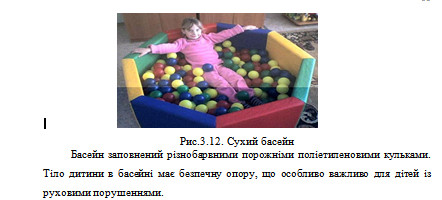 Рис.3.12. Сухий басейн
Басейн заповнений різнобарвними порожніми поліетиленовими кульками.
Тіло дитини в басейні має безпечну опору, що особливо важливо для дітей із
руховими порушеннями.